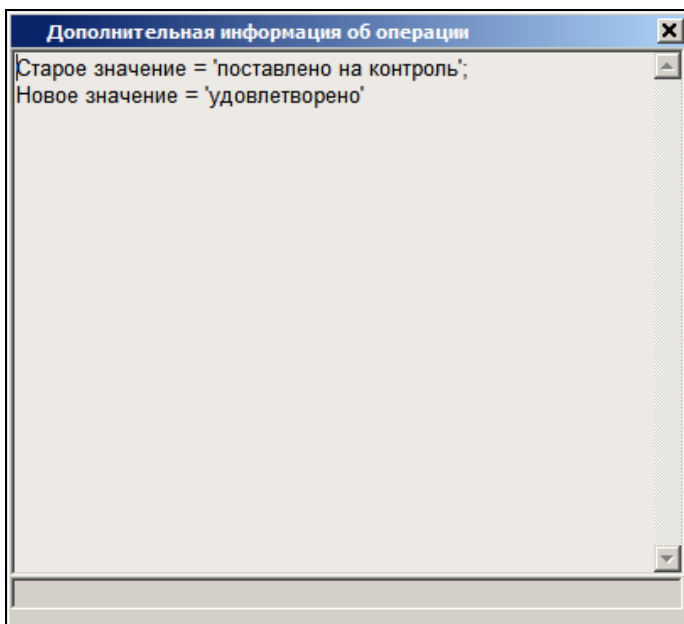 Дополнительная информация об операции
Старое значение = 'поставлено на контроль';
Новое значение = 'удовлетворено'